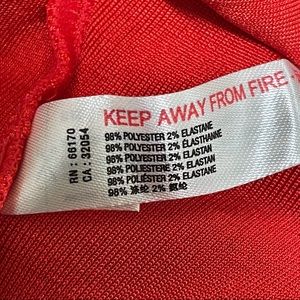 KEEP AWAY FROM FIRE
RN : 66170
CA : 32054
98% POLYESTER 2% ELASTANE
98% POLYESTER 2% ÉLASTHANNE
98% POLYESTER 2% ELASTAN
98% POLIESTERE 2% ELASTAN
98% POLIÉSTER 2% ELASTANO
98% 涤纶 2% 氨纶